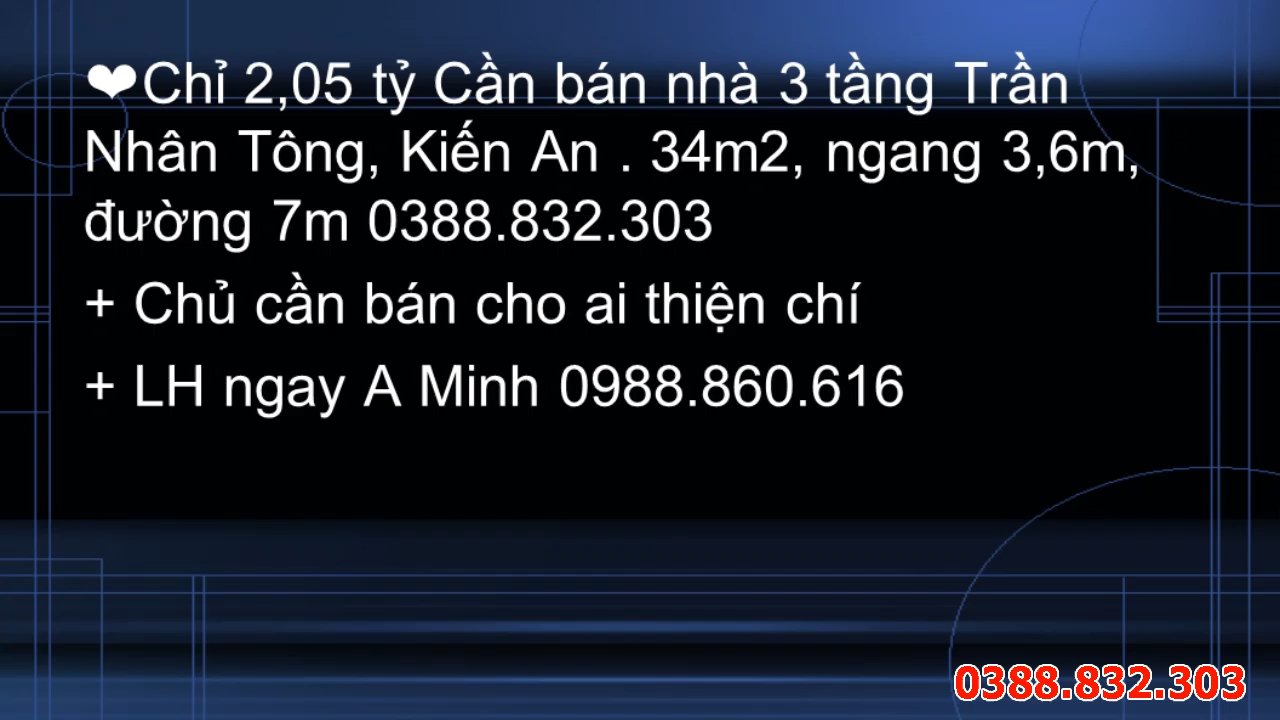 ❤Chỉ 2,05 tỷ Cần bán nhà 3 tầng Trần
Nhân Tông, Kiến An . 34m2, ngang 3,6m,
đường 7m 0388.832.303
+ Chủ cần bán cho ai thiện chí
+ LH ngay A Minh 0988.860.616
0388.832.303